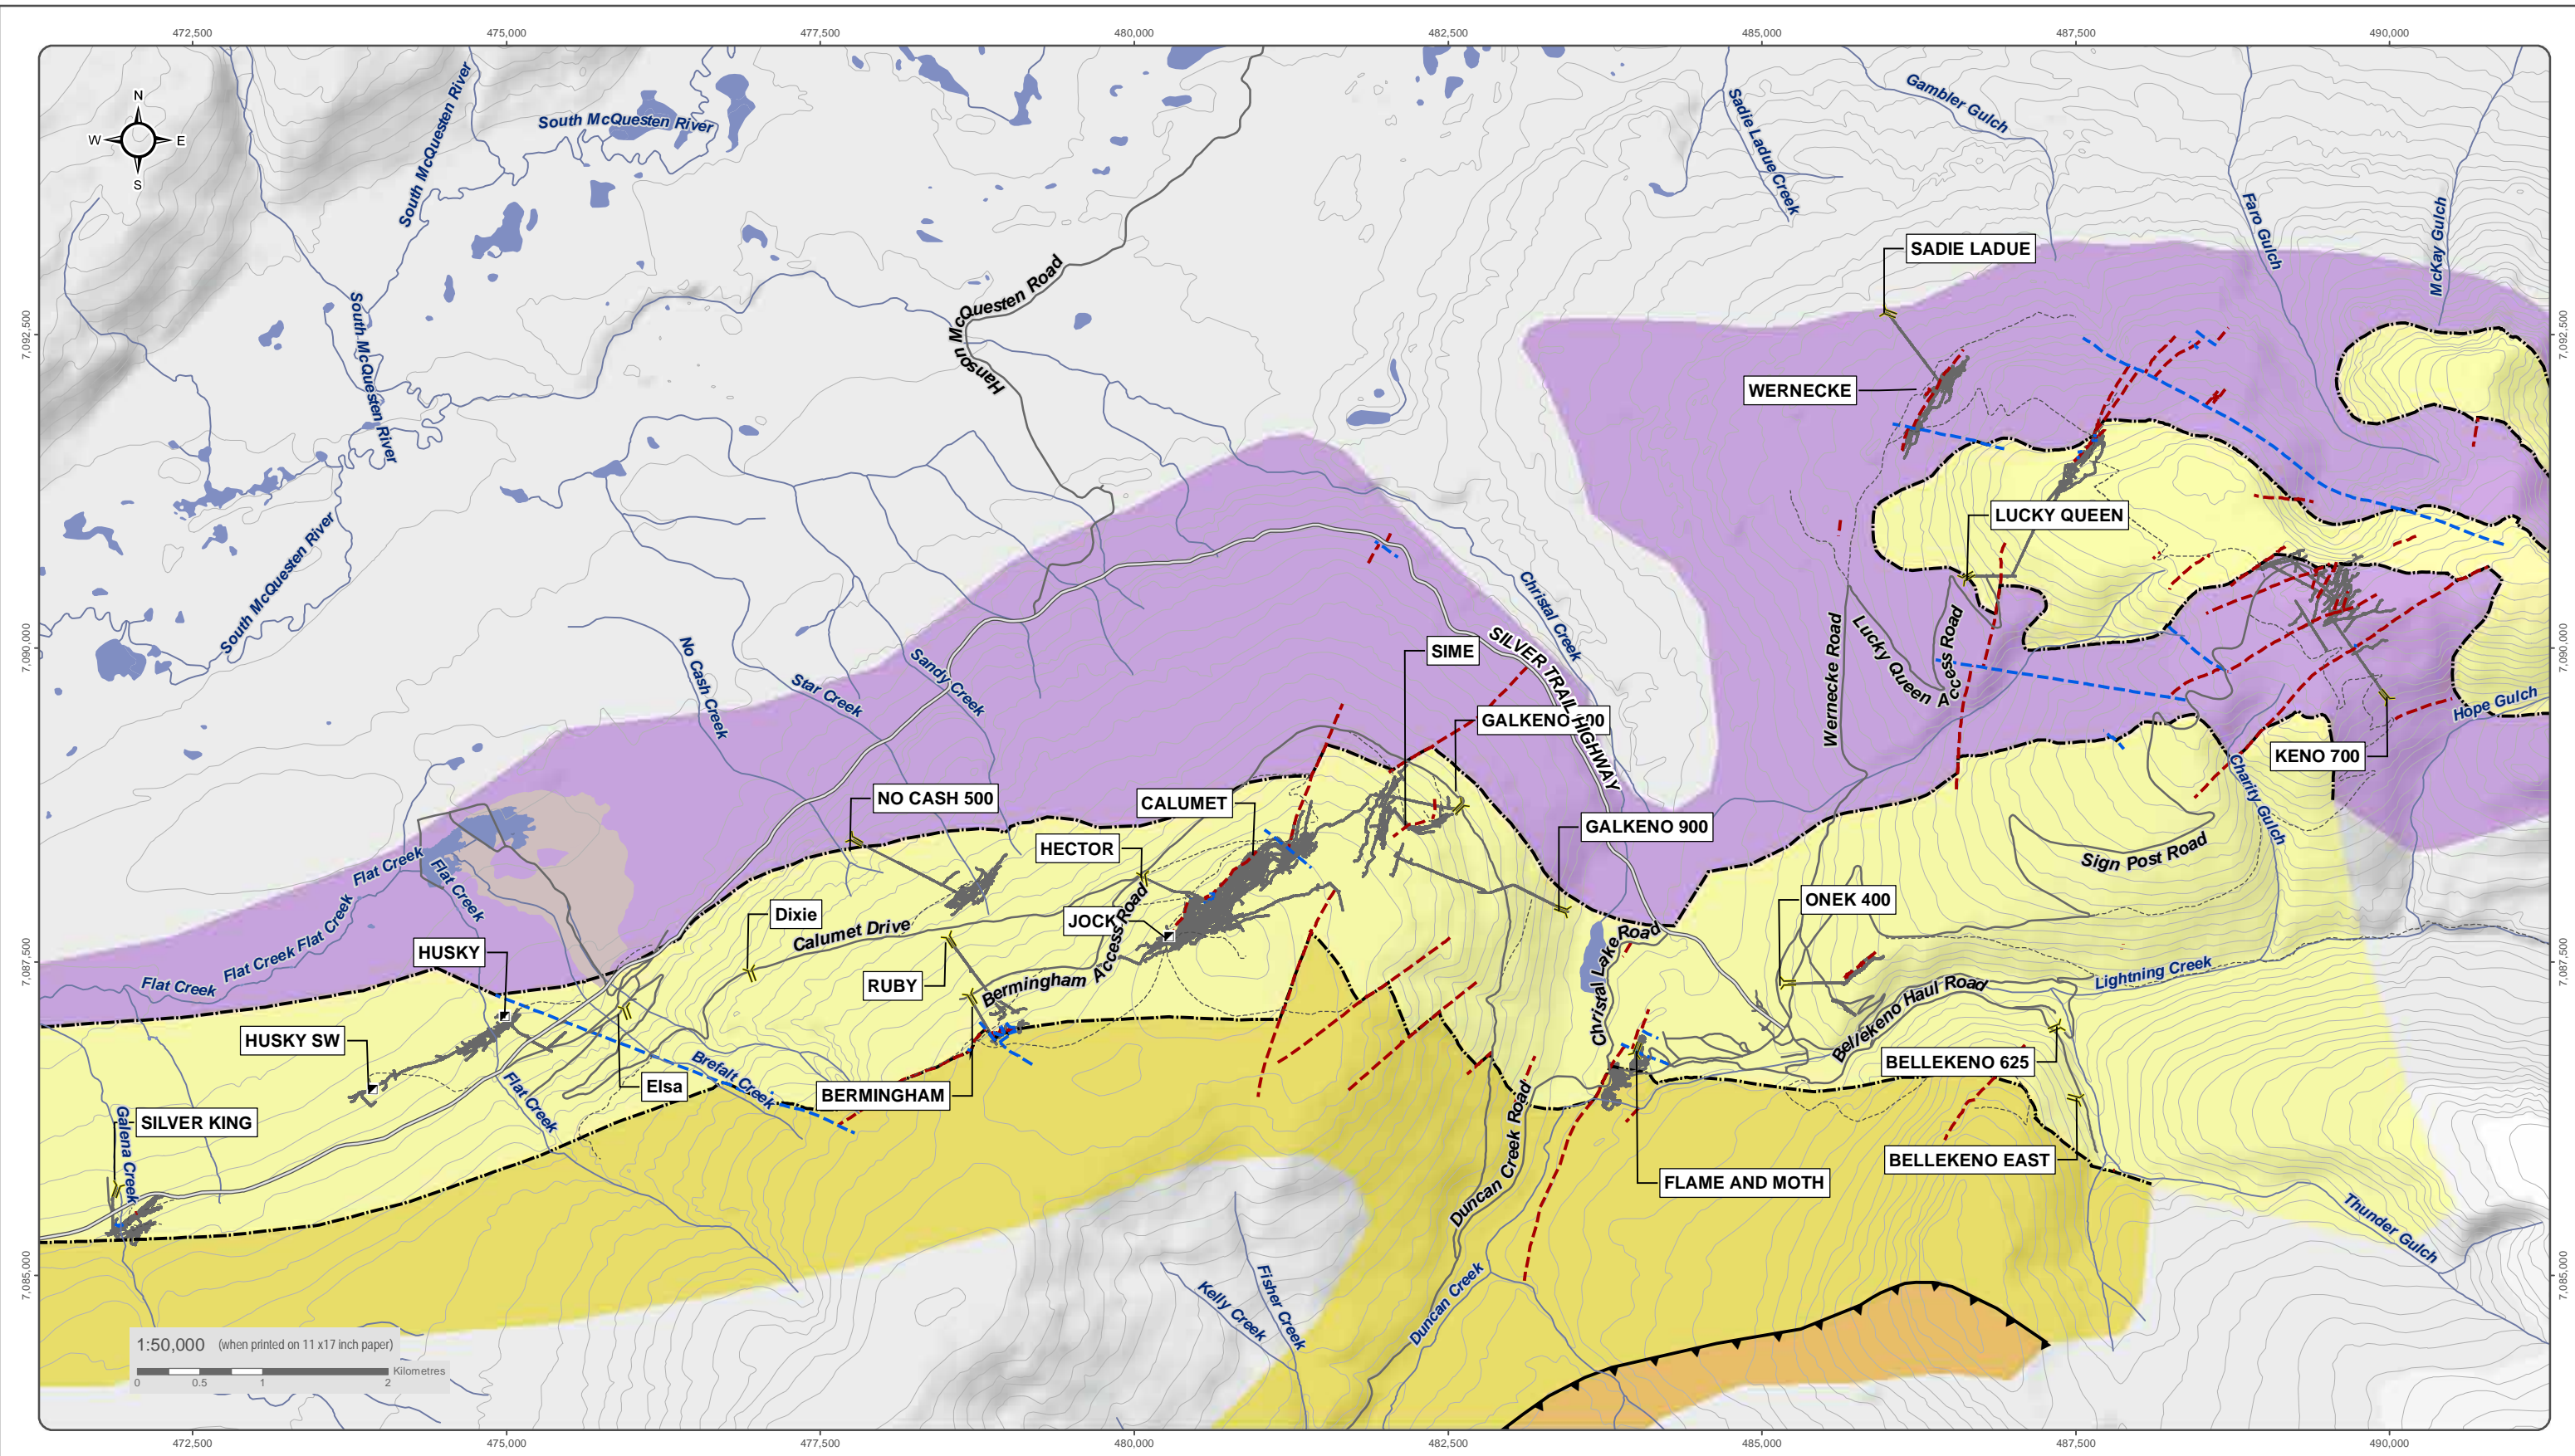 472,500
475,000
477,500
480,000
482,500
485,000
487,500
490,000
N
W
E
S
South McQuesten River
South McQuesten River
South McQuesten River
South McQuesten River
Sadie Ladue Creek
Gambler Gulch
Faro Gulch
McKay Gulch
SADIE LADUE
Hanson McQuesten Road
7,092,500
7,092,500
WERNECKE
LUCKY QUEEN
Christal Creek
7,090,000
7,090,000
No Cash Creek
Star Creek
Sandy Creek
SIME
SILVER TRAIL HIGHWAY
Wernecke Road
Lucky Queen Access Road
Hope Gulch
KENO 700
NO CASH 500
CALUMET
HECTOR
GALKENO 900
Charity Gulch
Sign Post Road
Flat Creek
Flat Creek
Flat Creek
Flat Creek
Flat Creek
HUSKY
Dixie
Calumet Drive
JOCK
Bermingham Access Road
RUBY
ONEK 400
Christal Lake Road
Bellekeno Haul Road
Lightning Creek
7,087,500
7,087,500
HUSKY SW
Elsa
Brefalt Creek
BERMINGHAM
BELLEKENO 625
SILVER KING
Galena Creek
Flat Creek
Duncan Creek Road
BELLEKENO EAST
FLAME AND MOTH
Thunder Gulch
Kelly Creek
Fisher Creek
Duncan Creek
7,085,000
7,085,000
1:50,000 (when printed on 11 x17 inch paper)
Kilometres
0 0.5 1 2
472,500
475,000
477,500
480,000
482,500
485,000
487,500
490,000
GALKENO